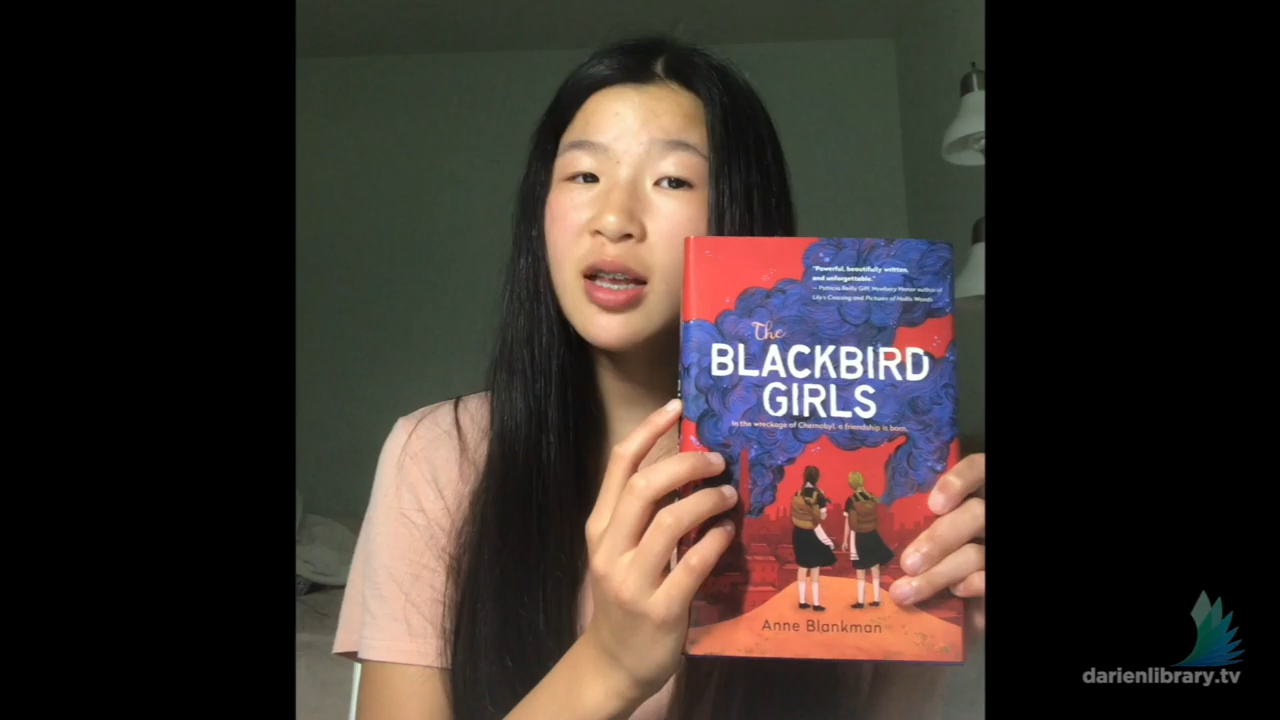 "Powerful, beautifully written,
and unforgettable."
— Patricia Reilly Giff, Newbery Honor author of
Lily's Crossing and Pictures of Hollis Woods
The
BLACKBIRD
GIRLS
In the wreckage of Chernobyl, a friendship is born.
Anne Blankman
darienlibrary.tv